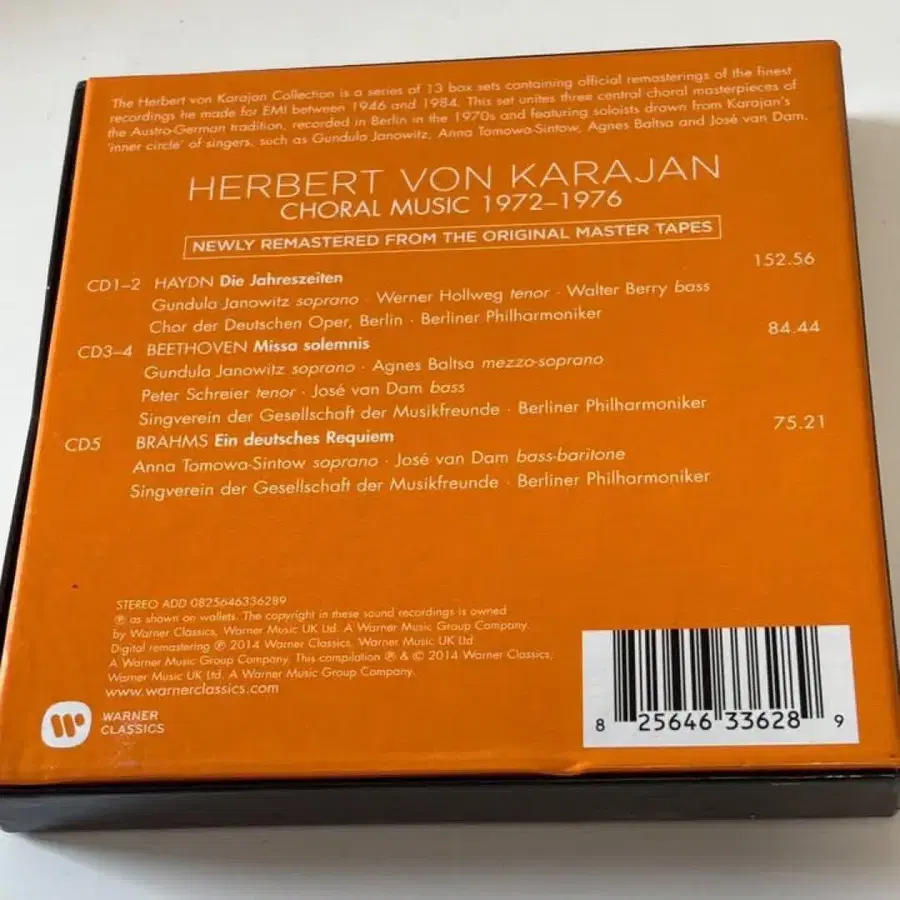 The Herbert von Karajan Collection is a series of 13 box sets containing official remasterings of the finest
recordings he made for EMI between 1946 and 1984. This set unites three central choral masterpieces of
the Austro-German tradition, recorded in Berlin in the 1970s and featuring soloists drawn from Karajan's
'inner circle' of singers, such as Gundula Janowitz, Anna Tomowa-Sintow, Agnes Baltsa and José van Dam.
HERBERT VON KARAJAN
CHORAL MUSIC 1972–1976
NEWLY REMASTERED FROM THE ORIGINAL MASTER TAPES
CD1–2 HAYDN Die Jahreszeiten 152.56
Gundula Janowitz soprano · Werner Hollweg tenor · Walter Berry bass
Chor der Deutschen Oper, Berlin · Berliner Philharmoniker
CD3–4 BEETHOVEN Missa solemnis 84.44
Gundula Janowitz soprano · Agnes Baltsa mezzo-soprano
Peter Schreier tenor · José van Dam bass
Singverein der Gesellschaft der Musikfreunde · Berliner Philharmoniker
CD5 BRAHMS Ein deutsches Requiem 75.21
Anna Tomowa-Sintow soprano · José van Dam bass-baritone
Singverein der Gesellschaft der Musikfreunde · Berliner Philharmoniker
STEREO ADD 0825646336289
℗ as shown on wallets. The copyright in these sound recordings is owned
by Warner Classics, Warner Music UK Ltd. A Warner Music Group Company.
Digital remastering ℗ 2014 Warner Classics, Warner Music UK Ltd.
A Warner Music Group Company. This compilation ℗ & © 2014 Warner Classics,
Warner Music UK Ltd. A Warner Music Group Company.
www.warnerclassics.com
WARNER
CLASSICS
8 25646 33628 9